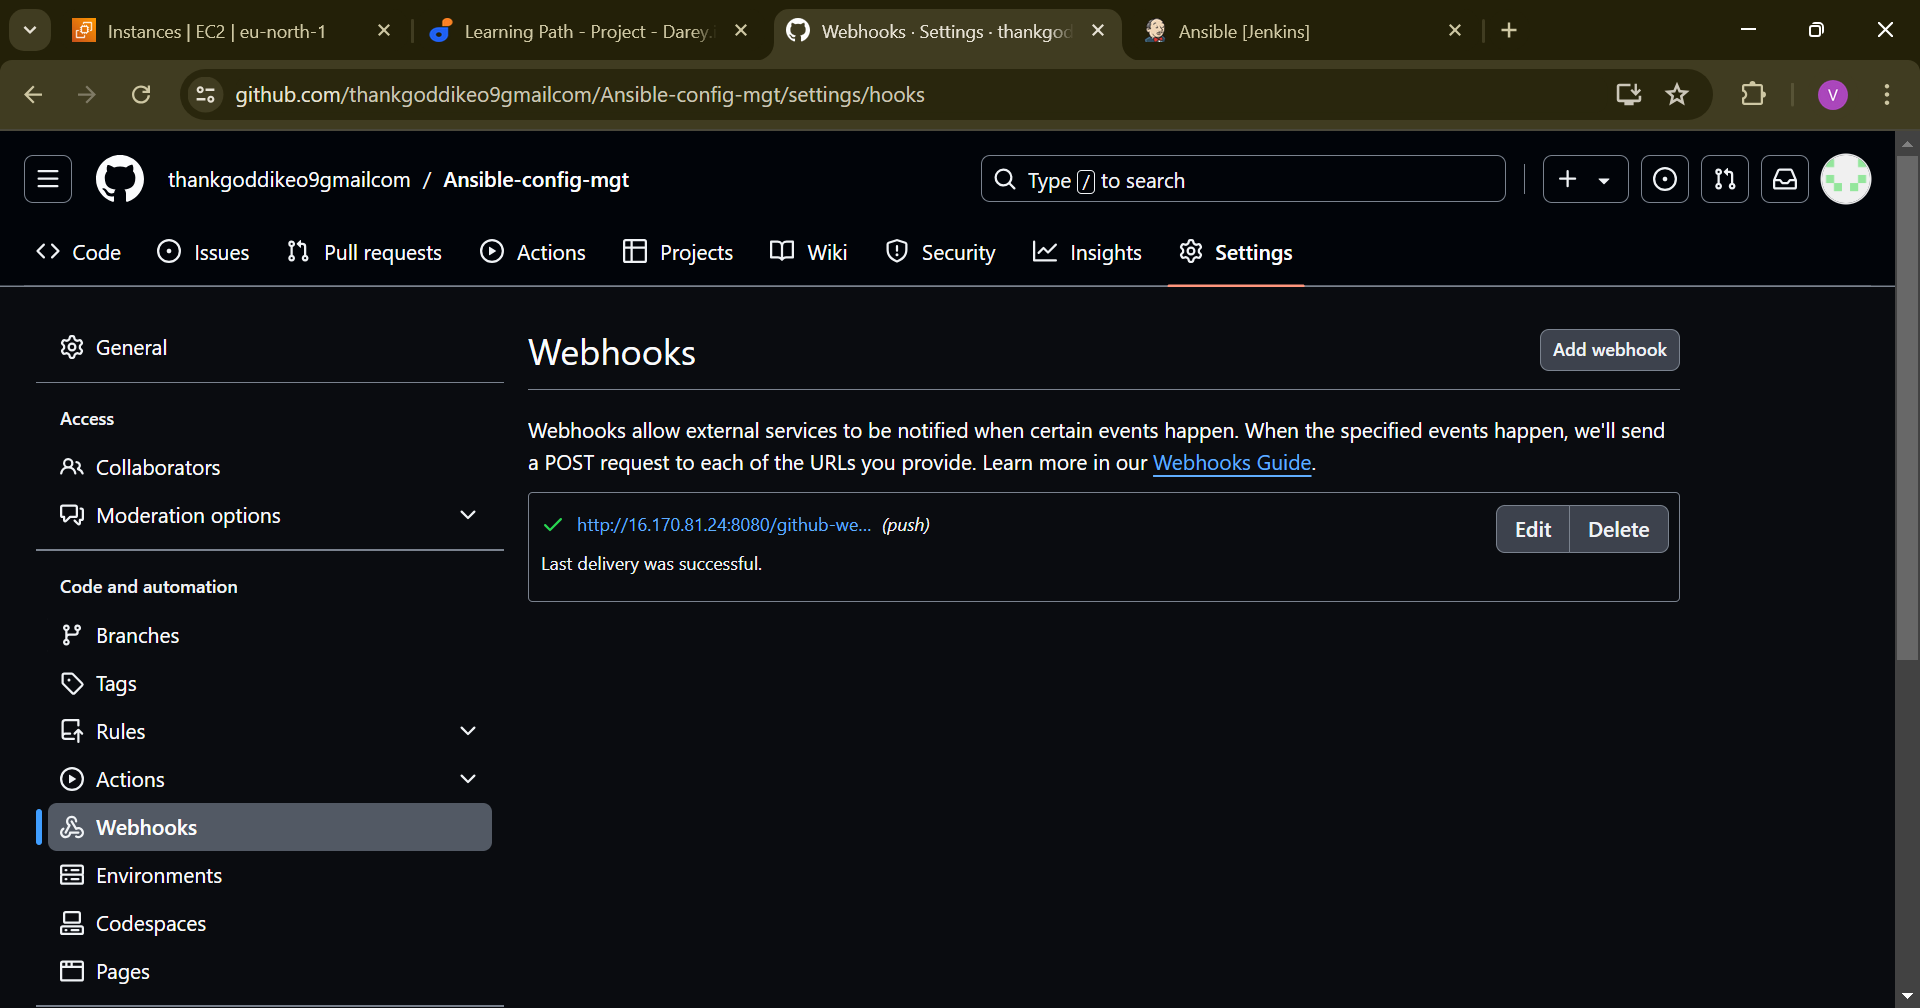 Instances | EC2 | eu-north-1
Learning Path - Project - Darey.i
Webhooks · Settings · thankgod
Ansible [Jenkins]
github.com/thankgoddikeo9gmailcom/Ansible-config-mgt/settings/hooks
V
thankgoddikeo9gmailcom / Ansible-config-mgt
Type / to search
Code
Issues
Pull requests
Actions
Projects
Wiki
Security
Insights
Settings
General
Access
Collaborators
Moderation options
Code and automation
Branches
Tags
Rules
Actions
Webhooks
Environments
Codespaces
Pages
Webhooks
Add webhook
Webhooks allow external services to be notified when certain events happen. When the specified events happen, we'll send
a POST request to each of the URLs you provide. Learn more in our Webhooks Guide.
http://16.170.81.24:8080/github-we... (push)
Edit
Delete
Last delivery was successful.